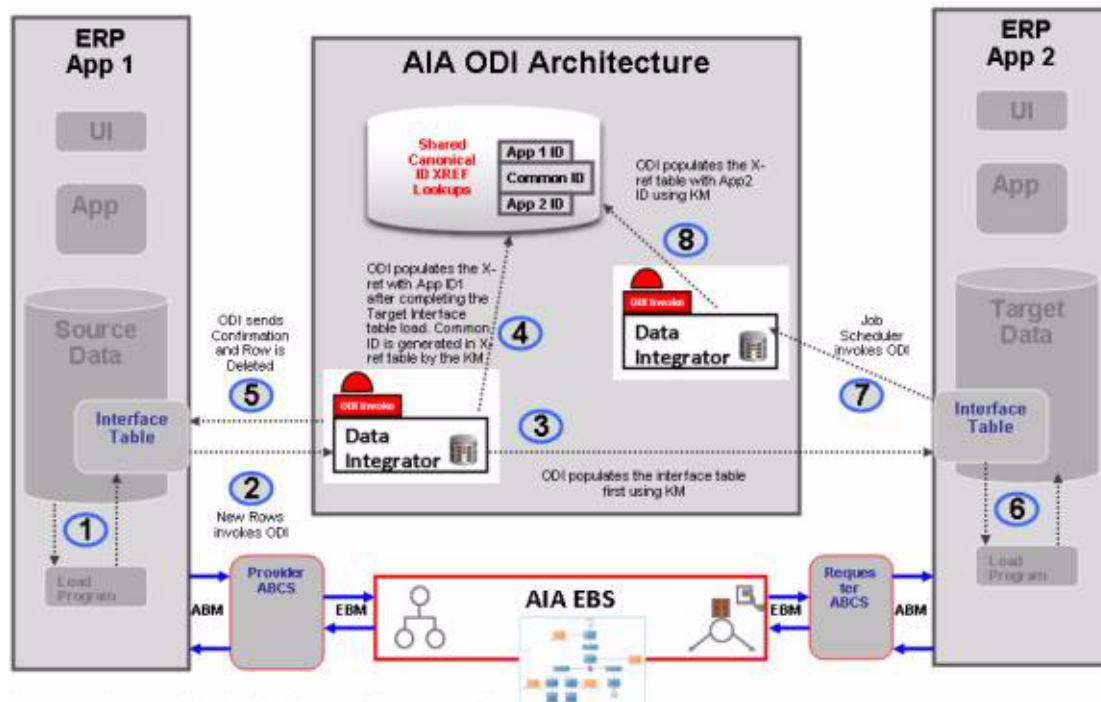 ERP
App 1
UI
App
Source
Data
Interface
Table
1
Load
Program
AIA ODI Architecture
Shared
Canonical
ID XREF
Lookups
App 1 ID
Common ID
App 2 ID
ODI populates the X-
ref table with App2
ID using KM
8
ODI populates the X-
ref with App ID1
after completing the
Target Interface
table load. Common
ID is generated in X-
ref table by the KM
4
ODI Invoke
Data
Integrator
ODI sends
Confirmation
and Row is
Deleted
5
ODI Invoke
Data
Integrator
3
ODI populates the interface table
first using KM
2
New Rows
invokes ODI
Job
Scheduler
invokes ODI
7
ERP
App 2
UI
App
Target
Data
Interface
Table
6
Load
Program
ABM
Provider
ABCS
EBM
AIA EBS
EBM
Reques
ter ABCS
ABM